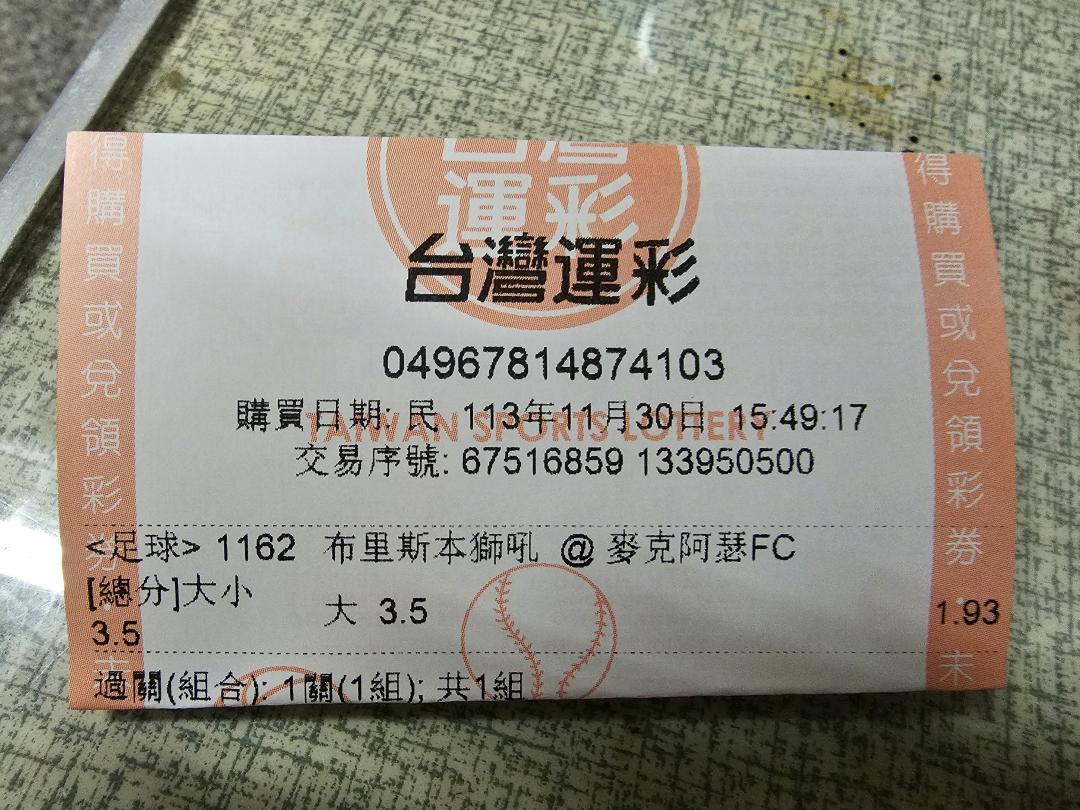 台灣
運彩
台灣運彩
04967814874103
TAIWAN SPORTS LOTTERY
購買日期: 民 113年11月30日 15:49:17
交易序號: 67516859 133950500
<足球> 1162 布里斯本獅吼 @ 麥克阿瑟FC
[總分]大小
3.5
大 3.5
1.93
過關(組合): 1關(1組); 共1組
得購買或兌領彩券
未
得購買或兌領彩券
未